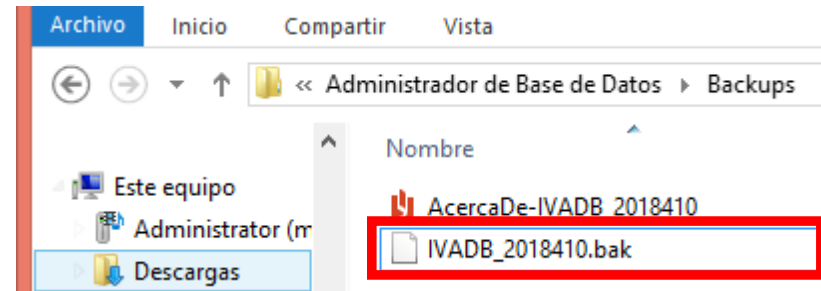 Archivo Inicio Compartir Vista
« Administrador de Base de Datos Backups
Nombre
Este equipo
AcercaDe-IVADB_2018410
Administrator (m
IVADB_2018410.bak
Descargas